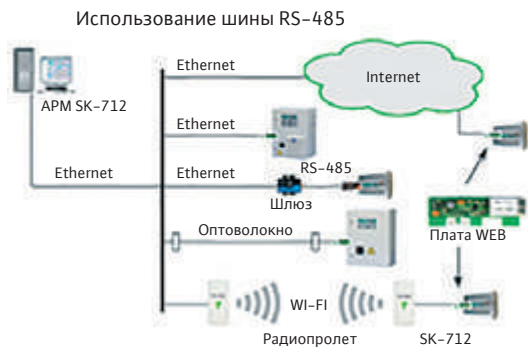 Использование шины RS-485
Ethernet
Internet
АРМ SK-712
Ethernet
RS-485
Ethernet
Ethernet
Шлюз
Оптоволокно
Плата WEB
WI-FI
Радиопролет
SK-712